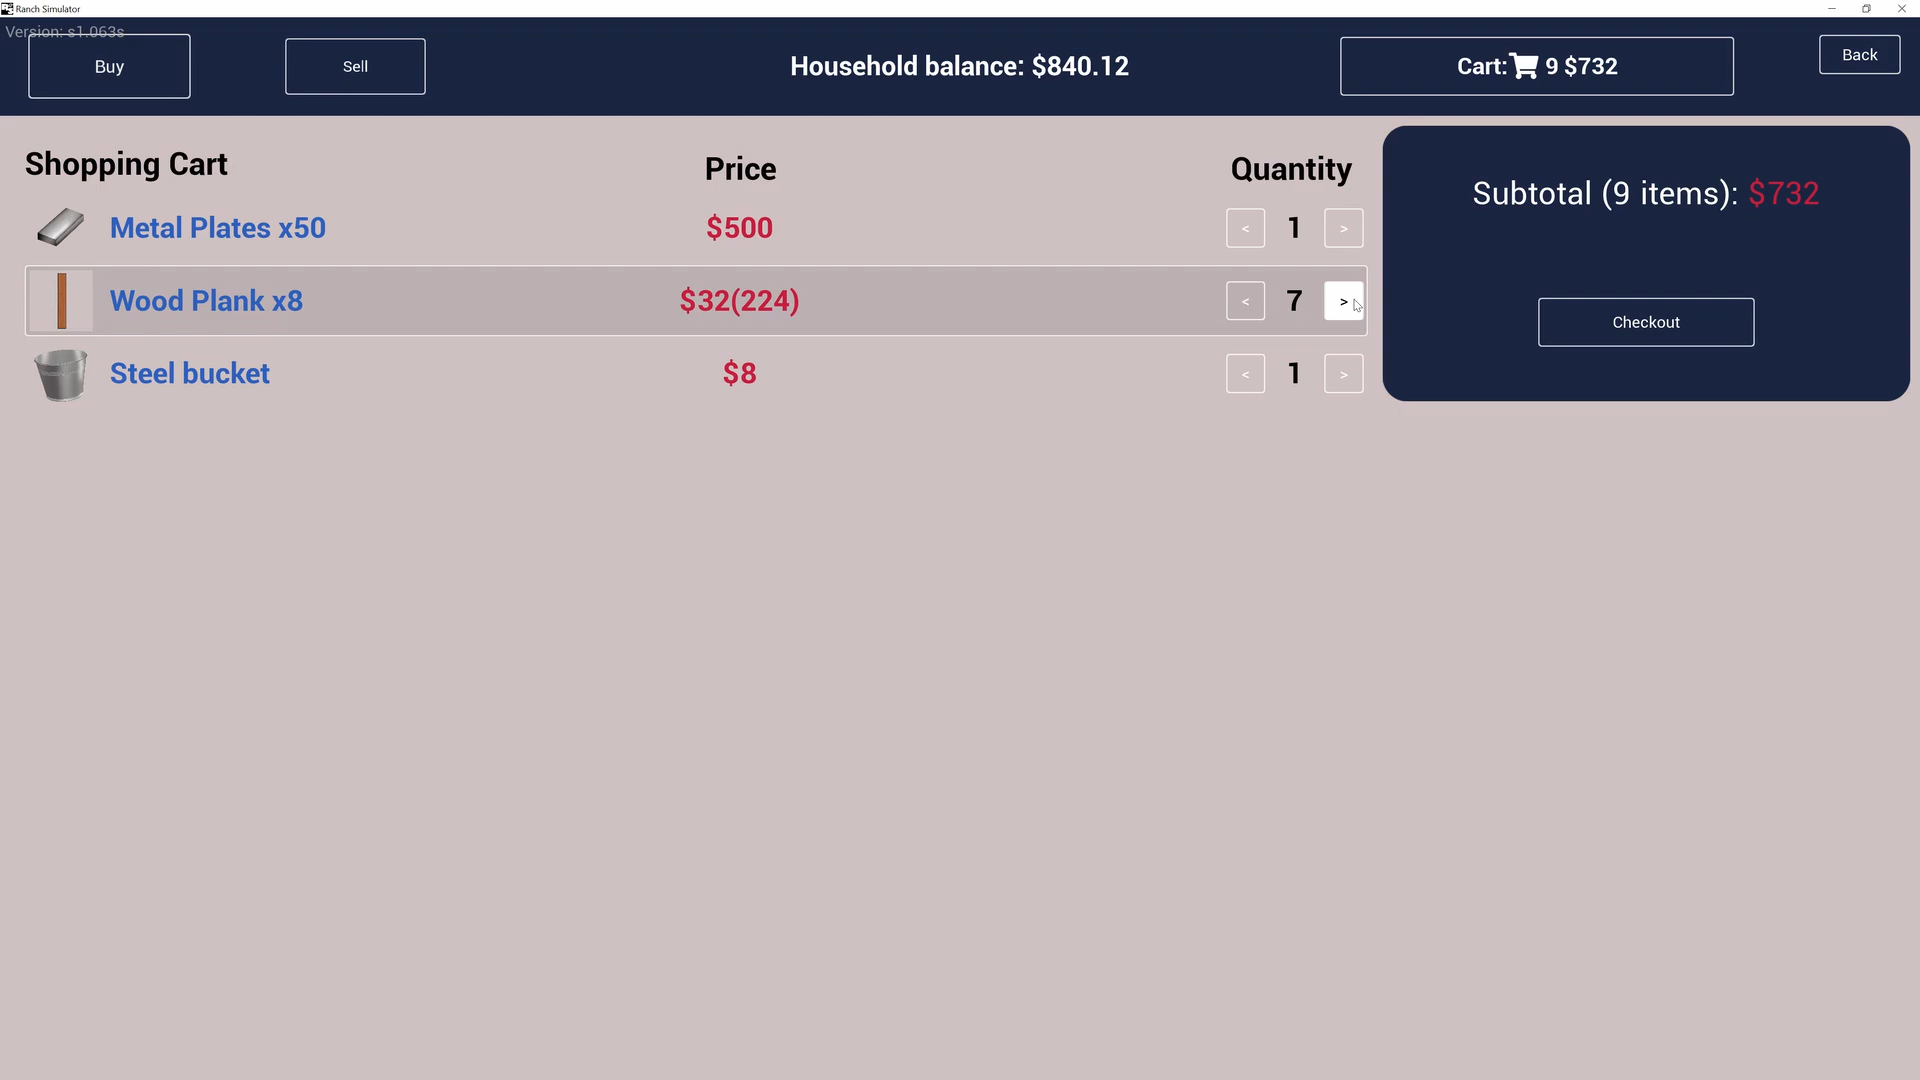 Ranch Simulator
Version: s1.063s
Buy
Sell
Household balance: $840.12
Cart: 9 $732
Back
Shopping Cart
Price
Quantity
Metal Plates x50
$500
<
1
>
Wood Plank x8
$32(224)
<
7
>
Steel bucket
$8
<
1
>
Subtotal (9 items): $732
Checkout